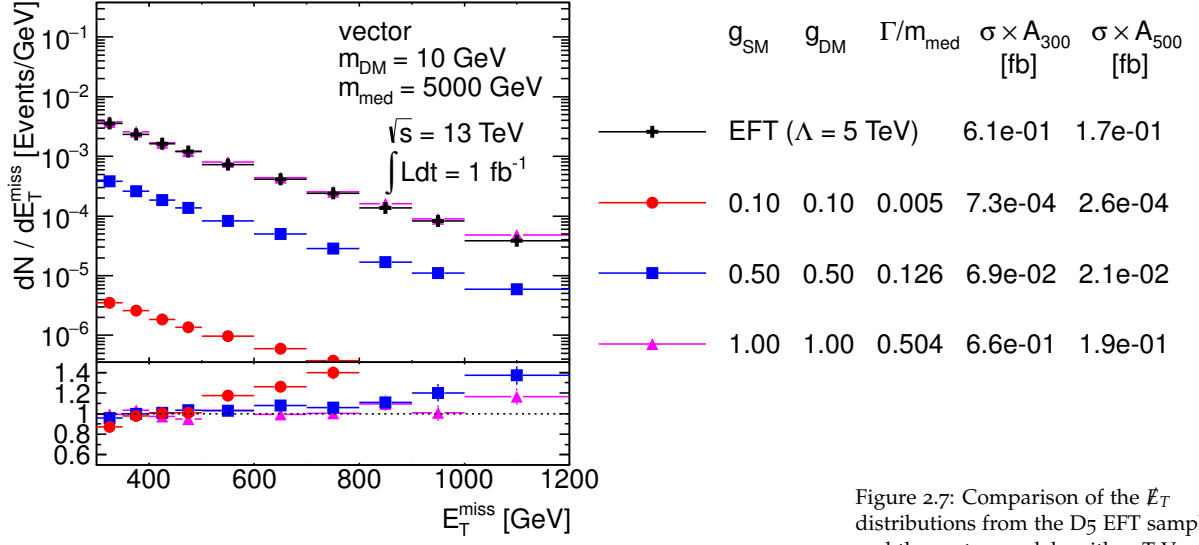 dN / dE_T^miss [Events/GeV]
10⁻¹
10⁻²
10⁻³
10⁻⁴
10⁻⁵
10⁻⁶
vector
m_DM = 10 GeV
m_med = 5000 GeV
√s = 13 TeV
∫ Ldt = 1 fb⁻¹
1.4
1.2
1
0.8
0.6
400 600 800 1000 1200
E_T^miss [GeV]
g_SM g_DM Γ/m_med σ × A_300 σ × A_500
[fb] [fb]
EFT (Λ = 5 TeV) 6.1e-01 1.7e-01
0.10 0.10 0.005 7.3e-04 2.6e-04
0.50 0.50 0.126 6.9e-02 2.1e-02
1.00 1.00 0.504 6.6e-01 1.9e-01
Figure 2.7: Comparison of the E̸_T
distributions from the D5 EFT samp